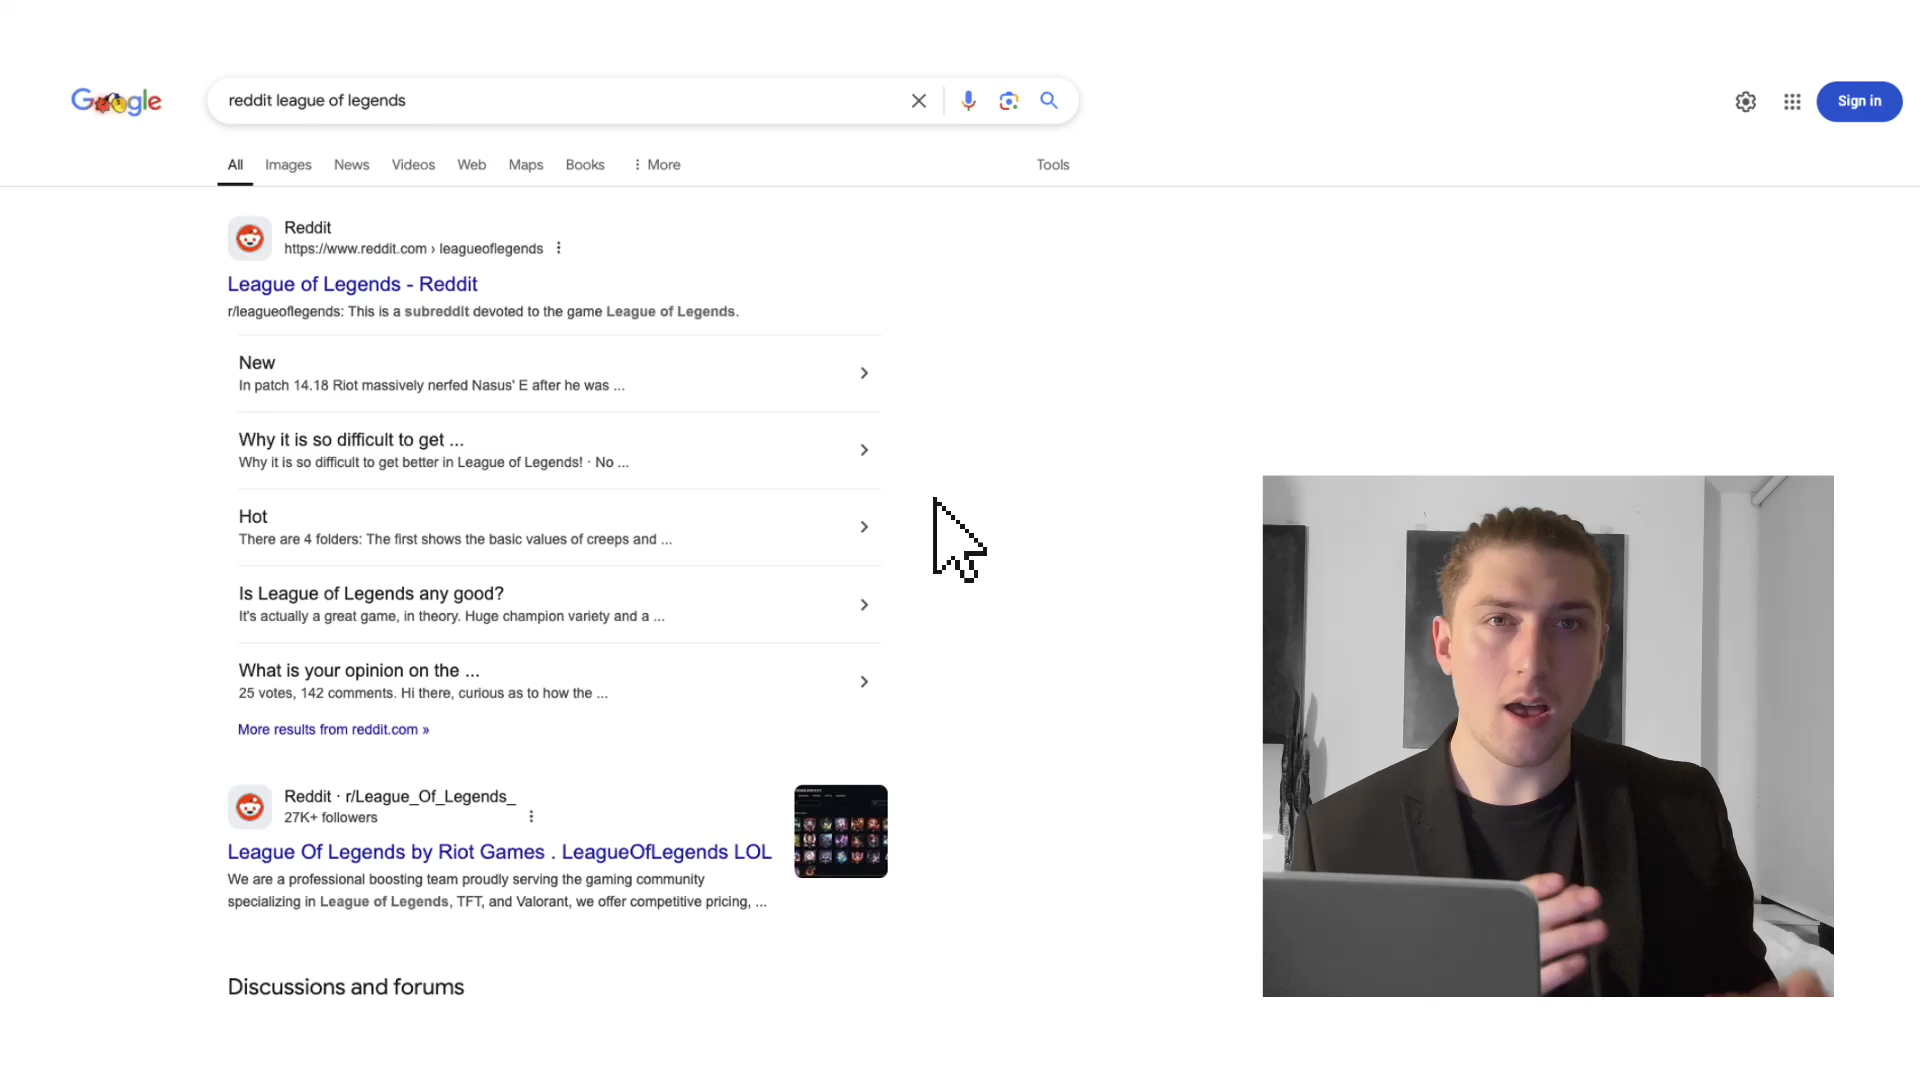 Google
reddit league of legends
Sign in
All Images News Videos Web Maps Books More Tools
Reddit
https://www.reddit.com › leagueoflegends
League of Legends - Reddit
r/leagueoflegends: This is a subreddit devoted to the game League of Legends.
New
In patch 14.18 Riot massively nerfed Nasus' E after he was ...
Why it is so difficult to get ...
Why it is so difficult to get better in League of Legends! · No ...
Hot
There are 4 folders: The first shows the basic values of creeps and ...
Is League of Legends any good?
It's actually a great game, in theory. Huge champion variety and a ...
What is your opinion on the ...
25 votes, 142 comments. Hi there, curious as to how the ...
More results from reddit.com »
Reddit · r/League_Of_Legends_
27K+ followers
League Of Legends by Riot Games . LeagueOfLegends LOL
We are a professional boosting team proudly serving the gaming community
specializing in League of Legends, TFT, and Valorant, we offer competitive pricing, ...
Discussions and forums